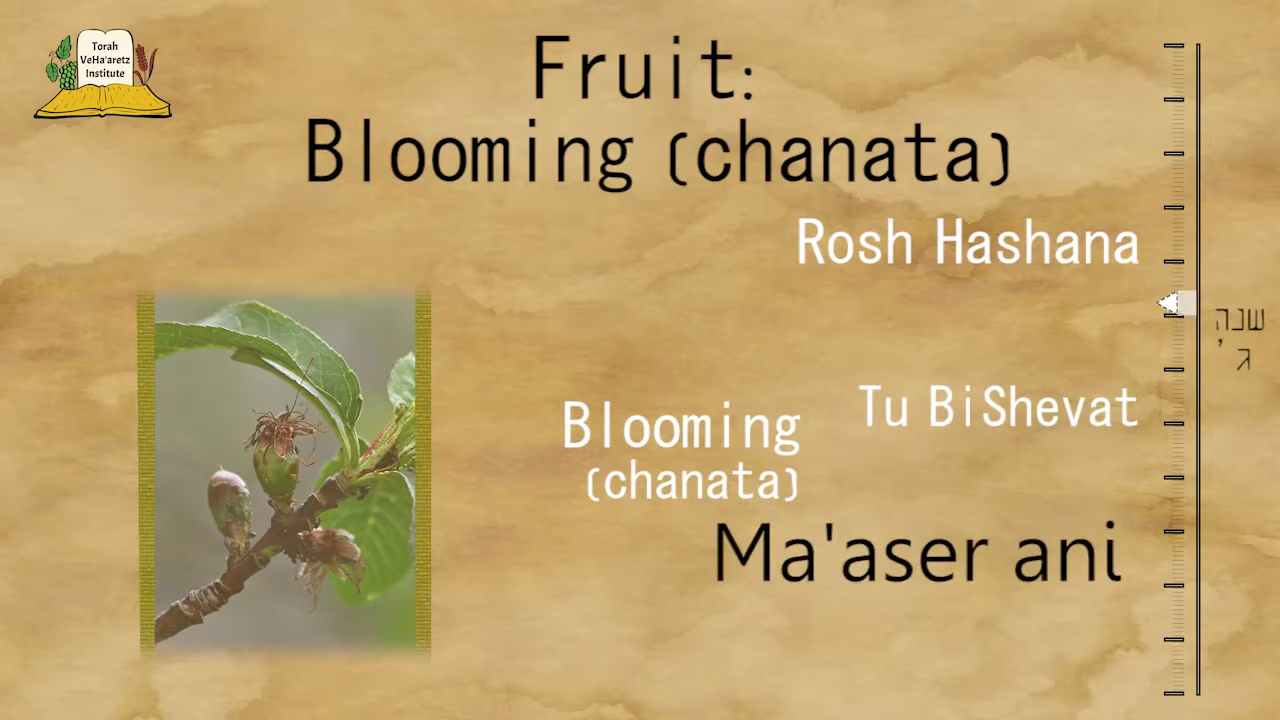 Torah
VeHa'aretz
Institute
Fruit:
Blooming (chanata)
Rosh Hashana
שנה
ג'
Tu BiShevat
Blooming
(chanata)
Ma'aser ani